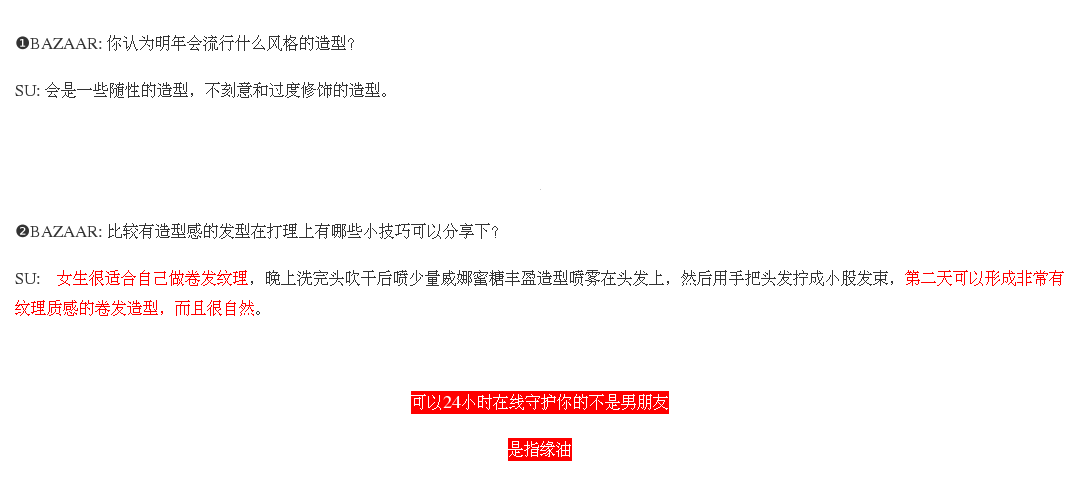 ❶BAZAAR: 你认为明年会流行什么风格的造型?
SU: 会是一些随性的造型，不刻意和过度修饰的造型。
❷BAZAAR: 比较有造型感的发型在打理上有哪些小技巧可以分享下?
SU: 女生很适合自己做卷发纹理，晚上洗完头吹干后喷少量威娜蜜糖丰盈造型喷雾在头发上，然后用手把头发拧成小股发束，第二天可以形成非常有
纹理质感的卷发造型，而且很自然。
可以24小时在线守护你的不是男朋友
是指缘油